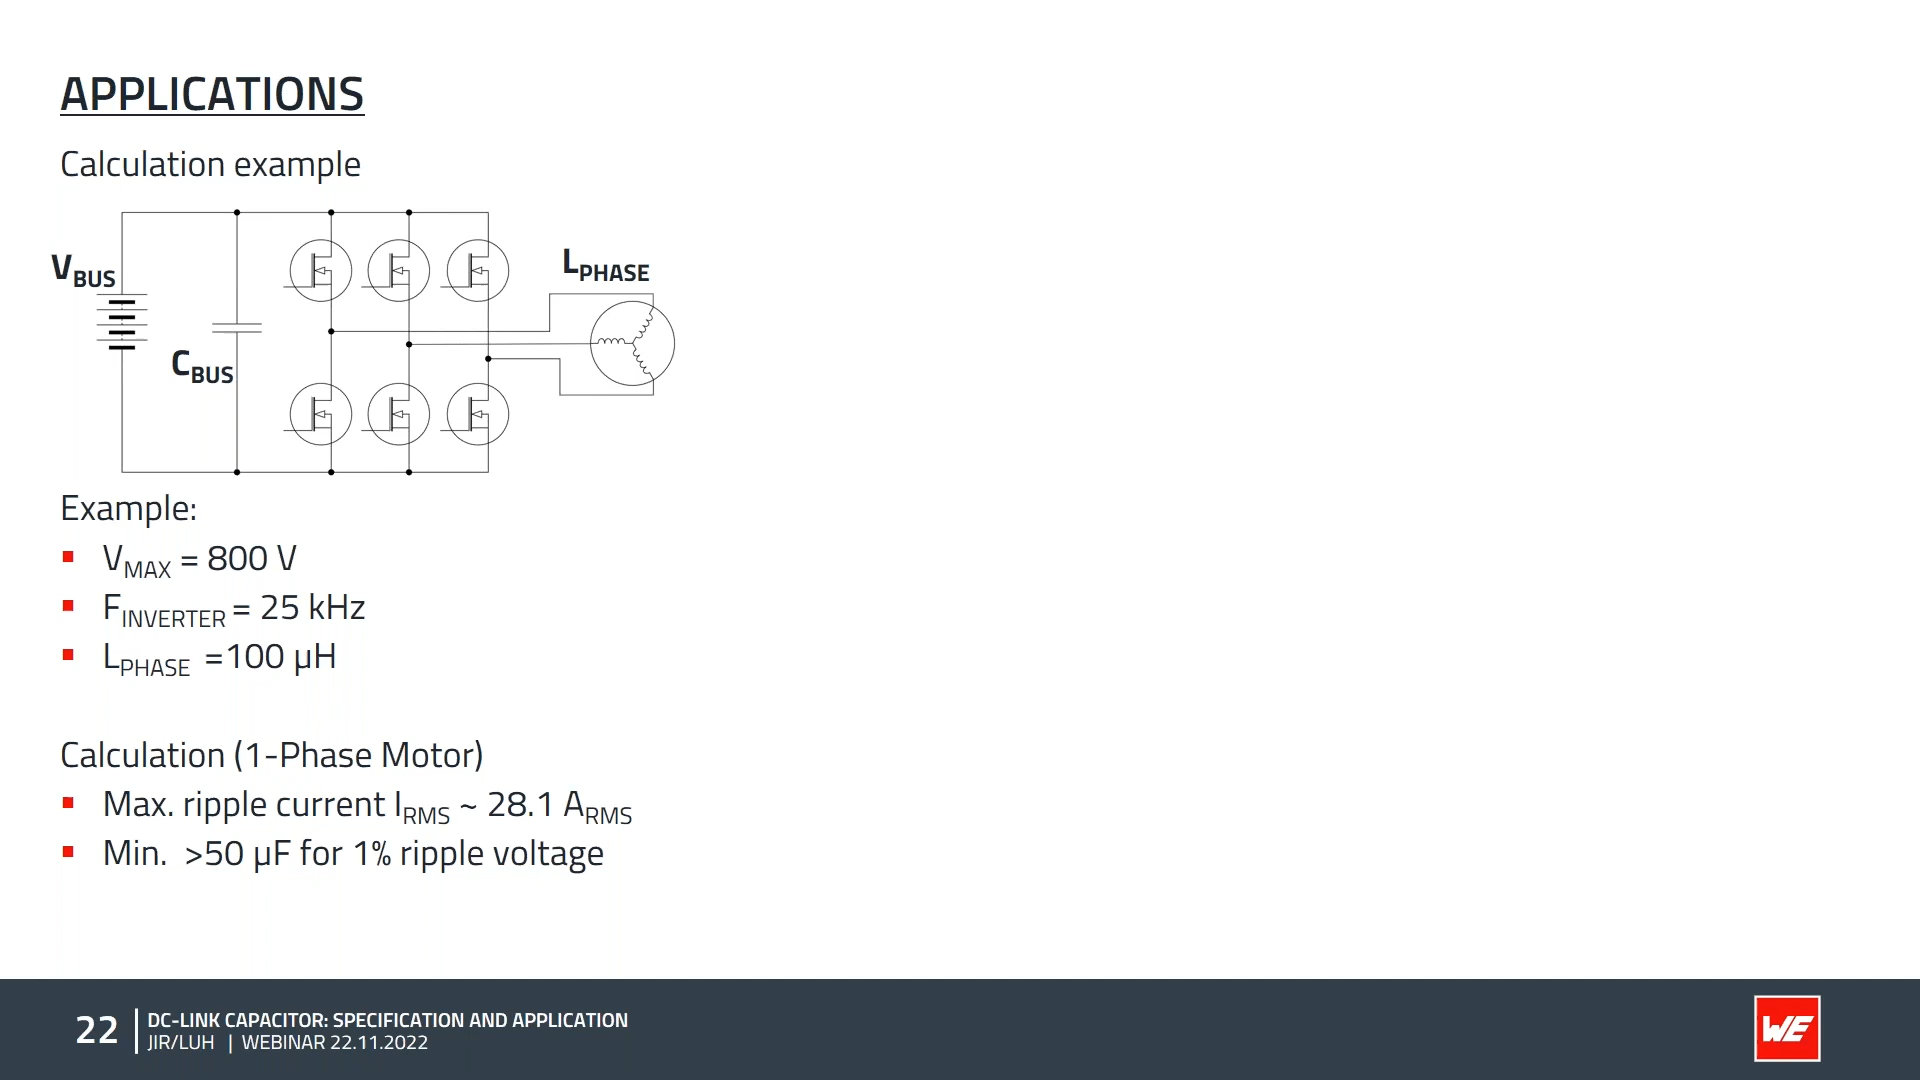 APPLICATIONS
Calculation example
VBUS
LPHASE
CBUS
Example:
▪ VMAX = 800 V
▪ FINVERTER = 25 kHz
▪ LPHASE =100 µH
Calculation (1-Phase Motor)
▪ Max. ripple current IRMS ~ 28.1 ARMS
▪ Min. >50 µF for 1% ripple voltage
22
DC-LINK CAPACITOR: SPECIFICATION AND APPLICATION
JIR/LUH | WEBINAR 22.11.2022
WE